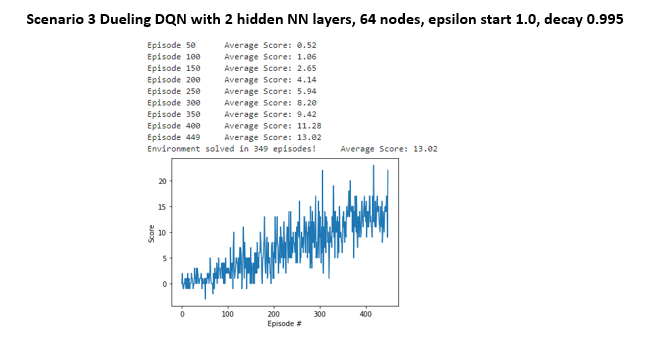 Scenario 3 Dueling DQN with 2 hidden NN layers, 64 nodes, epsilon start 1.0, decay 0.995
Episode 50 Average Score: 0.52
Episode 100 Average Score: 1.06
Episode 150 Average Score: 2.65
Episode 200 Average Score: 4.14
Episode 250 Average Score: 5.94
Episode 300 Average Score: 8.20
Episode 350 Average Score: 9.42
Episode 400 Average Score: 11.28
Episode 449 Average Score: 13.02
Environment solved in 349 episodes! Average Score: 13.02
20
15
10
5
0
Score
0 100 200 300 400
Episode #